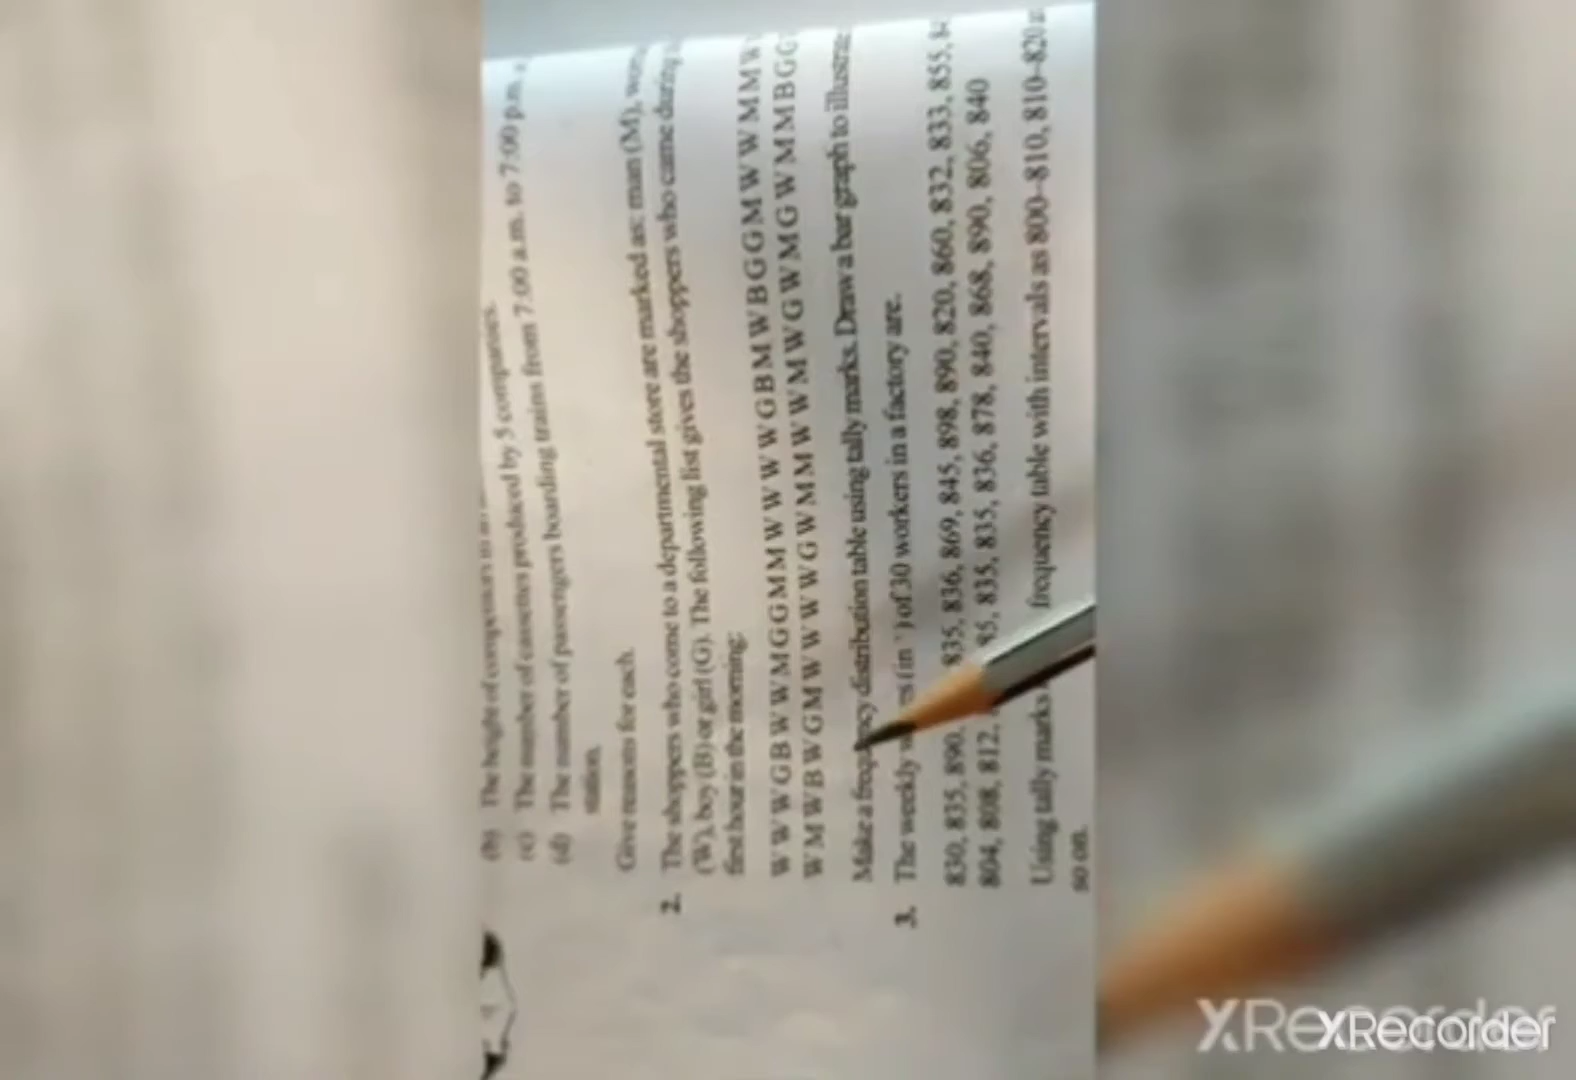 (b) The height of competitors in
(c) The number of cassettes produced by 5 companies.
(d) The number of passengers boarding trains from 7:00 a.m. to 7:00 p.m.
station.
Give reasons for each.
2. The shoppers who come to a departmental store are marked as: man (M),
(W), boy (B) or girl (G). The following list gives the shoppers who came during
first hour in the morning:
W W W G B W W M G G M M W W W W G B M W B G G M W W M M W
W M W B W G M W W W W G W M M W W M W G W M G W M M B G G
Make a frequency distribution table using tally marks. Draw a bar graph to illustrate
3. The weekly (in `) of 30 workers in a factory are.
830, 835, 890, 835, 836, 869, 845, 898, 890, 820, 860, 832, 833, 855,
804, 808, 812, 835, 835, 836, 878, 840, 868, 890, 806, 840
Using tally marks frequency table with intervals as 800–810, 810–820
so on.
XRecorder
XRecorder